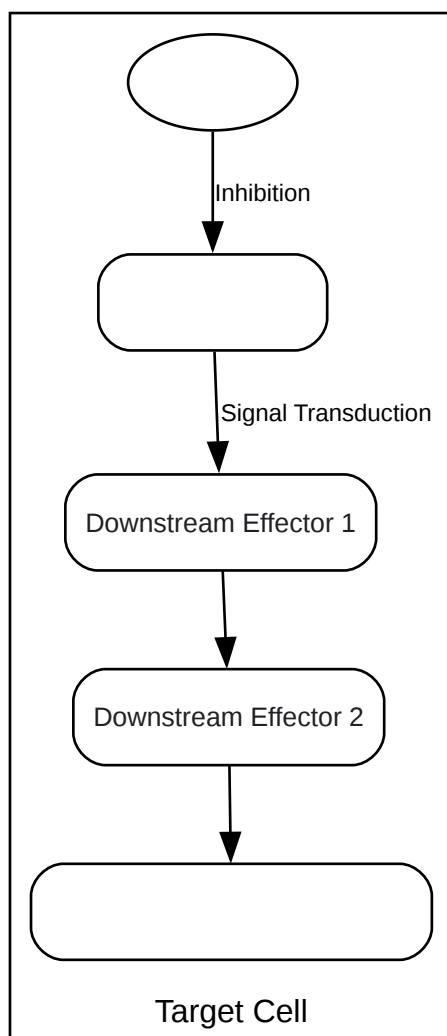 Inhibition
Signal Transduction
Downstream Effector 1
Downstream Effector 2
Target Cell